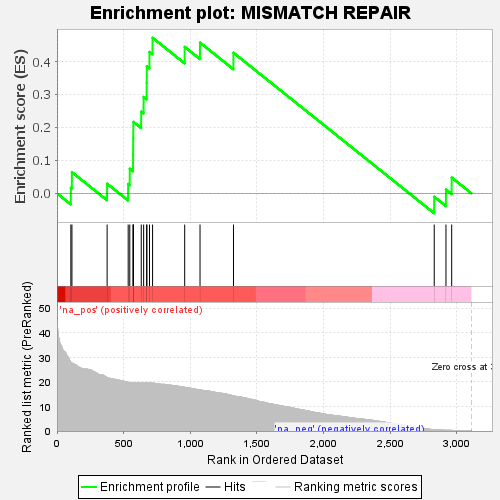 Enrichment plot: MISMATCH REPAIR
Enrichment score (ES)
0.4
0.3
0.2
0.1
0.0
'na_pos' (positively correlated)
Ranked list metric (PreRanked)
50
40
30
20
10
0
Zero cross at
'na_neg' (negatively correlated)
0 500 1,000 1,500 2,000 2,500 3,000
Rank in Ordered Dataset
Enrichment profile Hits Ranking metric scores